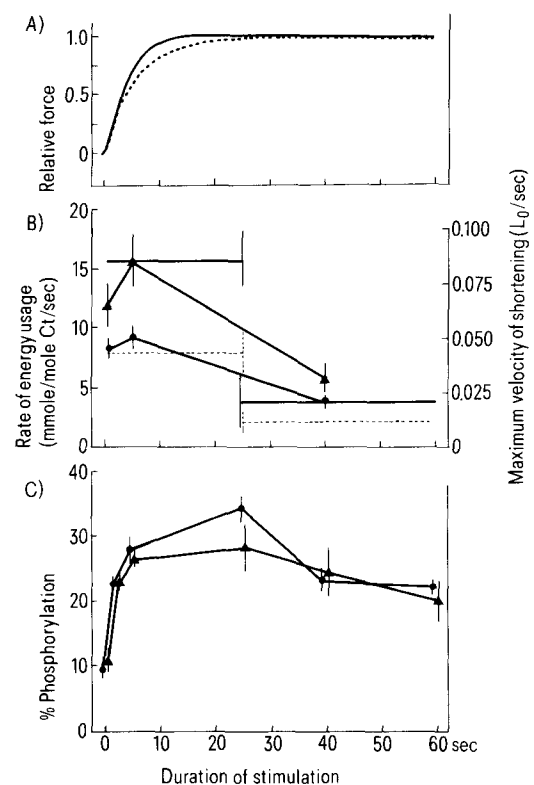 A)
Relative force
1.0
0.5
0
B)
Rate of energy usage
(mmole/mole Ct/sec)
20
15
10
5
0
0.100
0.075
0.050
0.025
0
Maximum velocity of shortening (L₀/sec)
C)
% Phosphorylation
40
30
20
10
0
0 10 20 30 40 50 60 sec
Duration of stimulation